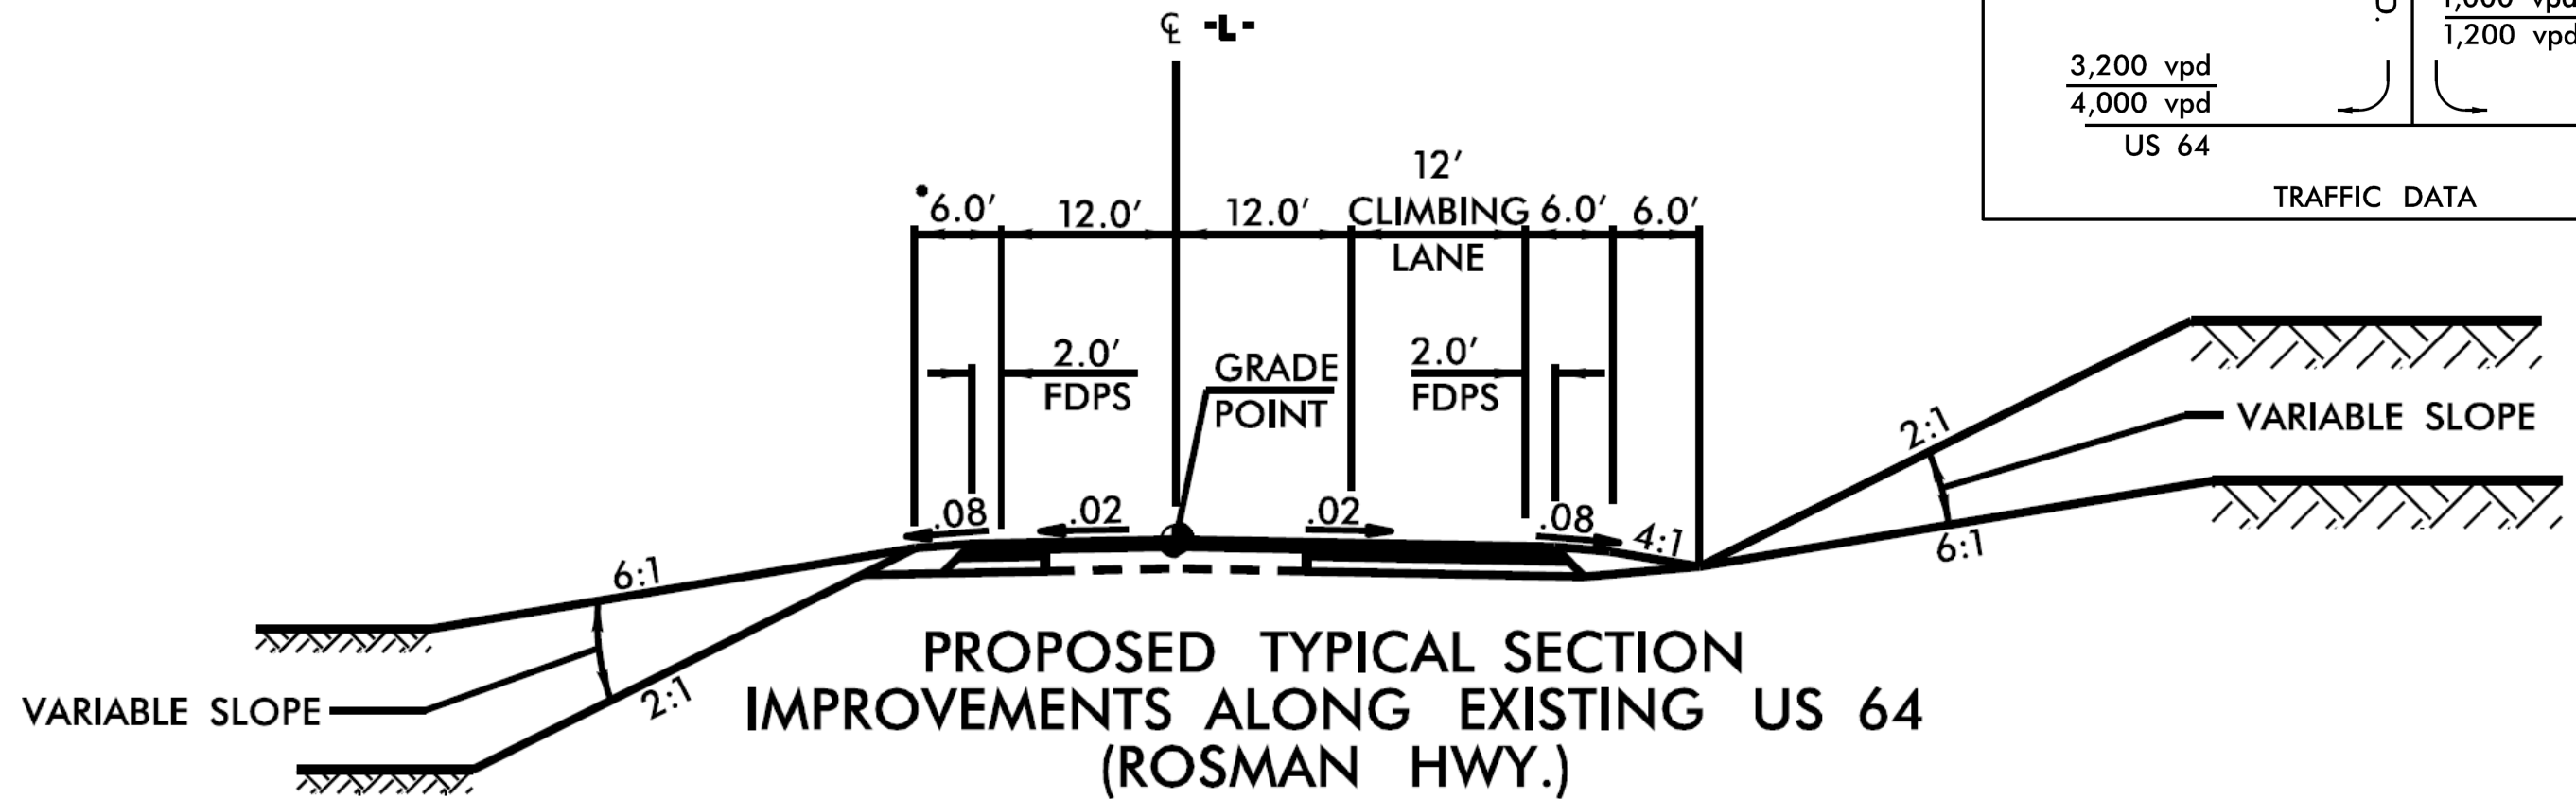 ℄ -L-
1,200 vpd
3,200 vpd
4,000 vpd
US 64
TRAFFIC DATA
12'
•6.0' 12.0' 12.0' CLIMBING 6.0' 6.0'
LANE
2.0'
FDPS
GRADE
POINT
2.0'
FDPS
2:1
VARIABLE SLOPE
6:1
.08 .02 .02 .08 4:1
6:1
VARIABLE SLOPE
2:1
PROPOSED TYPICAL SECTION
IMPROVEMENTS ALONG EXISTING US 64
(ROSMAN HWY.)